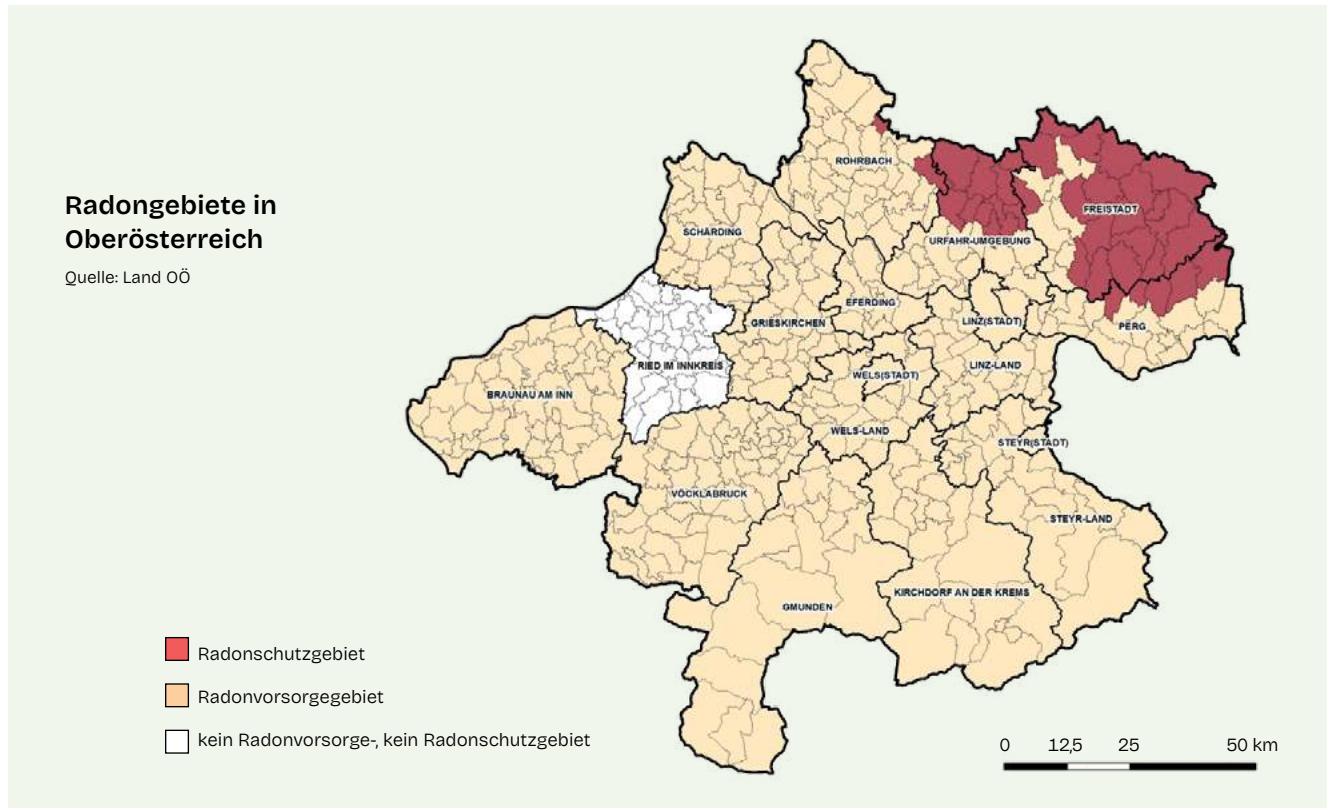 Radongebiete in
Oberösterreich
Quelle: Land OÖ
ROHRBACH
FREISTADT
SCHÄRDING
URFAHR-UMGEBUNG
EFERDING
GRIESKIRCHEN
LINZ(STADT)
PERG
RIED IM INNKREIS
WELS(STADT)
LINZ-LAND
BRAUNAU AM INN
WELS-LAND
STEYR(STADT)
VÖCKLABRUCK
STEYR-LAND
KIRCHDORF AN DER KREMS
GMUNDEN
Radonschutzgebiet
Radonvorsorgegebiet
kein Radonvorsorge-, kein Radonschutzgebiet
0 12,5 25 50 km